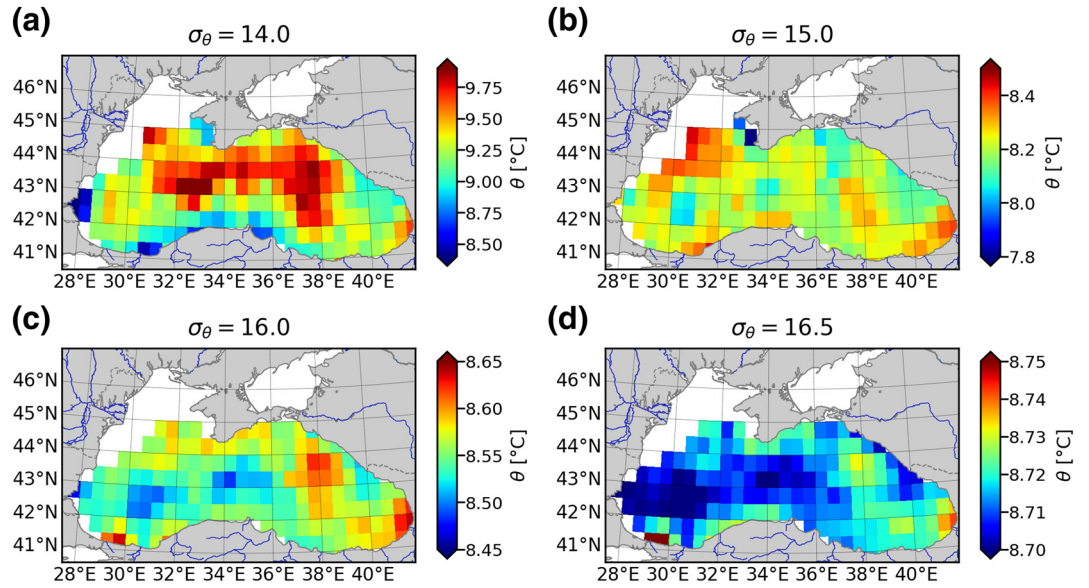 (a)
σθ = 14.0
46°N
45°N
44°N
43°N
42°N
41°N
28°E 30°E 32°E 34°E 36°E 38°E 40°E
9.75
9.50
9.25
9.00
8.75
8.50
θ [°C]
(b)
σθ = 15.0
46°N
45°N
44°N
43°N
42°N
41°N
28°E 30°E 32°E 34°E 36°E 38°E 40°E
8.4
8.2
8.0
7.8
θ [°C]
(c)
σθ = 16.0
46°N
45°N
44°N
43°N
42°N
41°N
28°E 30°E 32°E 34°E 36°E 38°E 40°E
8.65
8.60
8.55
8.50
8.45
θ [°C]
(d)
σθ = 16.5
46°N
45°N
44°N
43°N
42°N
41°N
28°E 30°E 32°E 34°E 36°E 38°E 40°E
8.75
8.74
8.73
8.72
8.71
8.70
θ [°C]